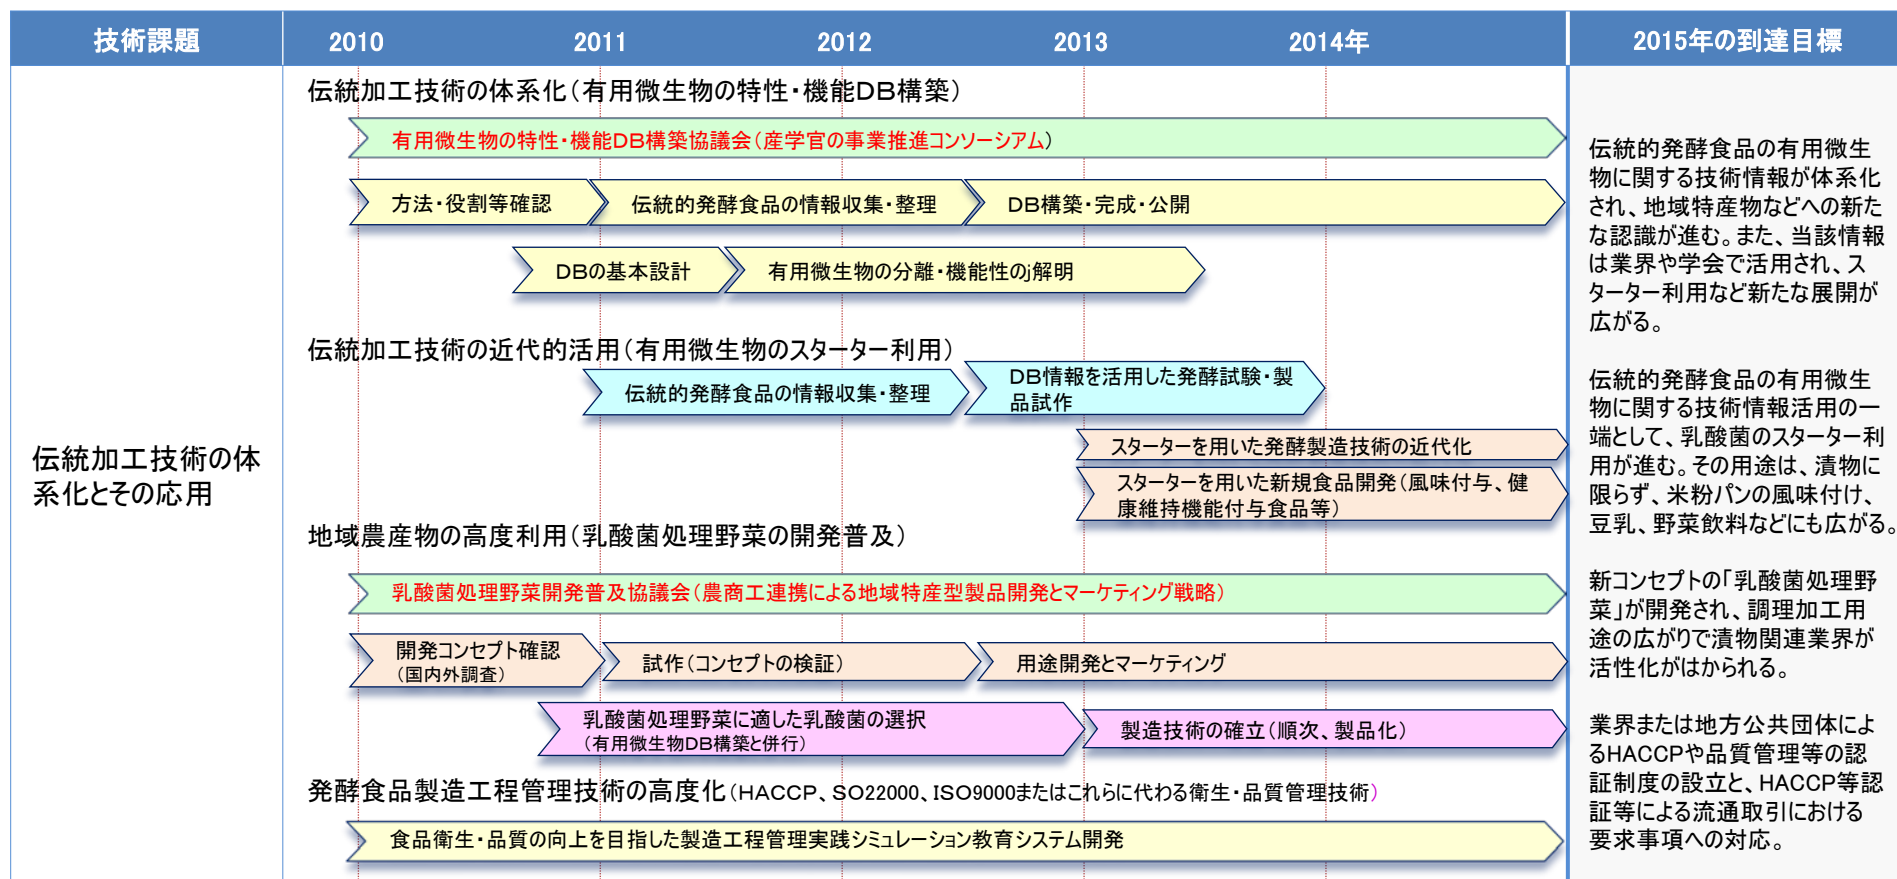 技術課題
2010
2011
2012
2013
2014年
2015年の到達目標
伝統加工技術の体
系化とその応用
伝統加工技術の体系化(有用微生物の特性・機能DB構築)
有用微生物の特性・機能DB構築協議会(産学官の事業推進コンソーシアム)
方法・役割等確認
伝統的発酵食品の情報収集・整理
DB構築・完成・公開
DBの基本設計
有用微生物の分離・機能性のj解明
伝統加工技術の近代的活用(有用微生物のスターター利用)
伝統的発酵食品の情報収集・整理
DB情報を活用した発酵試験・製
品試作
スターターを用いた発酵製造技術の近代化
スターターを用いた新規食品開発(風味付与、健
康維持機能付与食品等)
地域農産物の高度利用(乳酸菌処理野菜の開発普及)
乳酸菌処理野菜開発普及協議会(農商工連携による地域特産型製品開発とマーケティング戦略)
開発コンセプト確認
(国内外調査)
試作(コンセプトの検証)
用途開発とマーケティング
乳酸菌処理野菜に適した乳酸菌の選択
(有用微生物DB構築と併行)
製造技術の確立(順次、製品化)
発酵食品製造工程管理技術の高度化(HACCP、SO22000、ISO9000またはこれらに代わる衛生・品質管理技術)
食品衛生・品質の向上を目指した製造工程管理実践シミュレーション教育システム開発
伝統的発酵食品の有用微生
物に関する技術情報が体系化
され、地域特産物などへの新た
な認識が進む。また、当該情報
は業界や学会で活用され、ス
ターター利用など新たな展開が
広がる。
伝統的発酵食品の有用微生
物に関する技術情報活用の一
端として、乳酸菌のスターター利
用が進む。その用途は、漬物に
限らず、米粉パンの風味付け、
豆乳、野菜飲料などにも広がる。
新コンセプトの「乳酸菌処理野
菜」が開発され、調理加工用
途の広がりで漬物関連業界が
活性化がはかられる。
業界または地方公共団体によ
るHACCPや品質管理等の認
証制度の設立と、HACCP等認
証等による流通取引における
要求事項への対応。